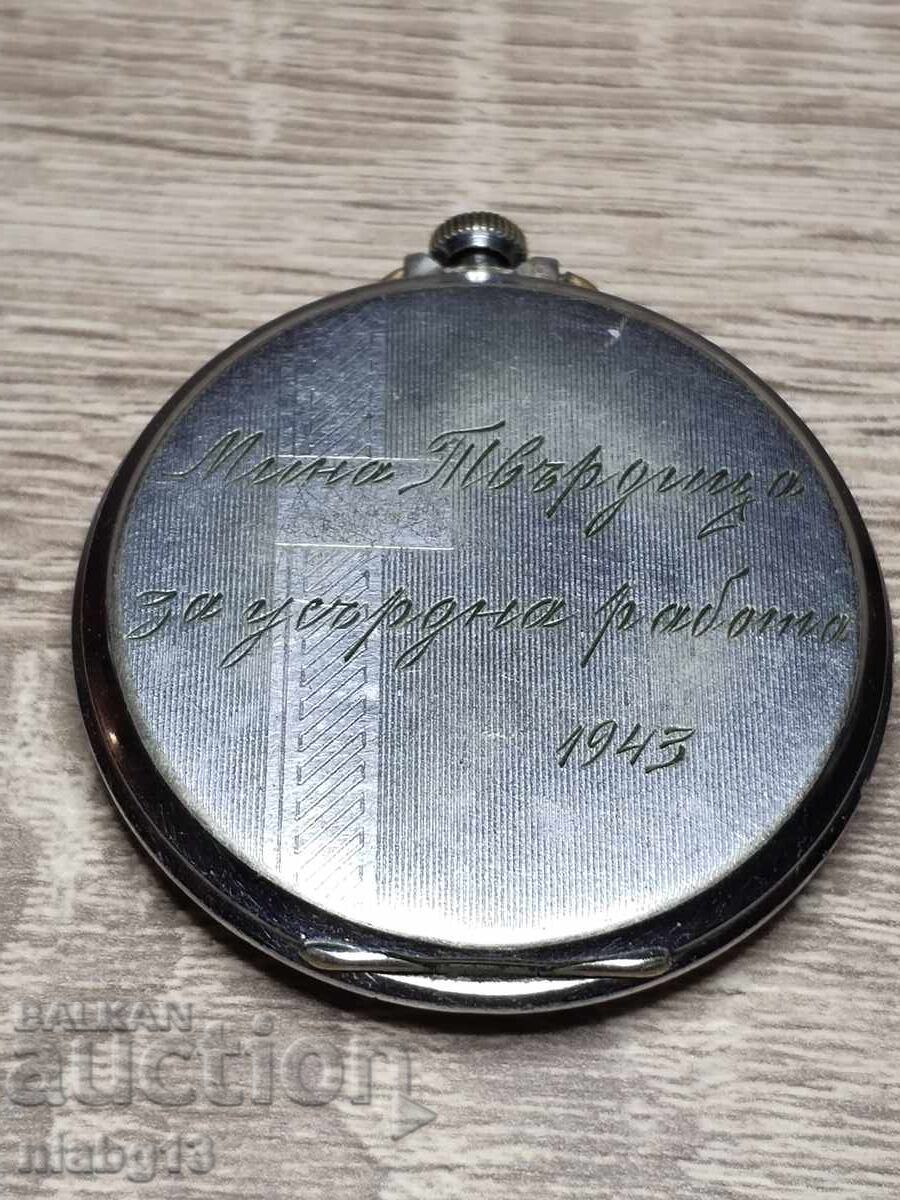 Мина Твърдица
за усърдна работа
1943
BALKAN
auction
niabg13